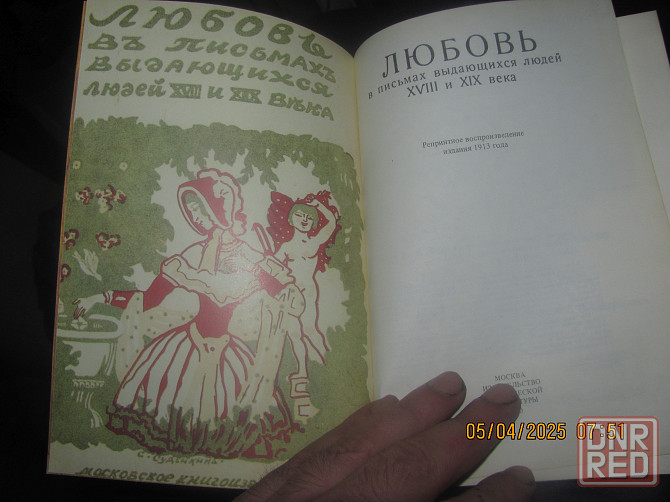 ЛЮБОВЬ
ВЪ ПИСЬМАХЪ
ВЫДАЮЩИХСЯ
ЛЮДЕЙ XVIII И XIX ВѢКА
МОСКОВСКОЕ
ЛЮБОВЬ
в письмах выдающихся людей
XVIII и XIX века
Репринтное воспроизведение
издания 1913 года
МОСКВА
05/04/2025 07:51
DNR
RED